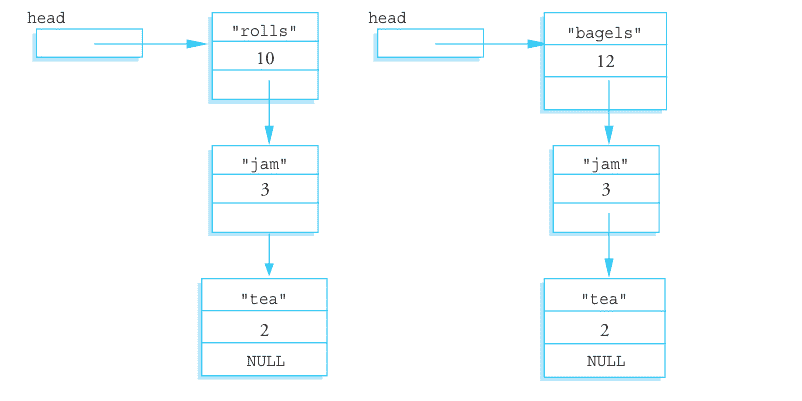 head
"rolls"
10
"jam"
3
"tea"
2
NULL
head
"bagels"
12
"jam"
3
"tea"
2
NULL